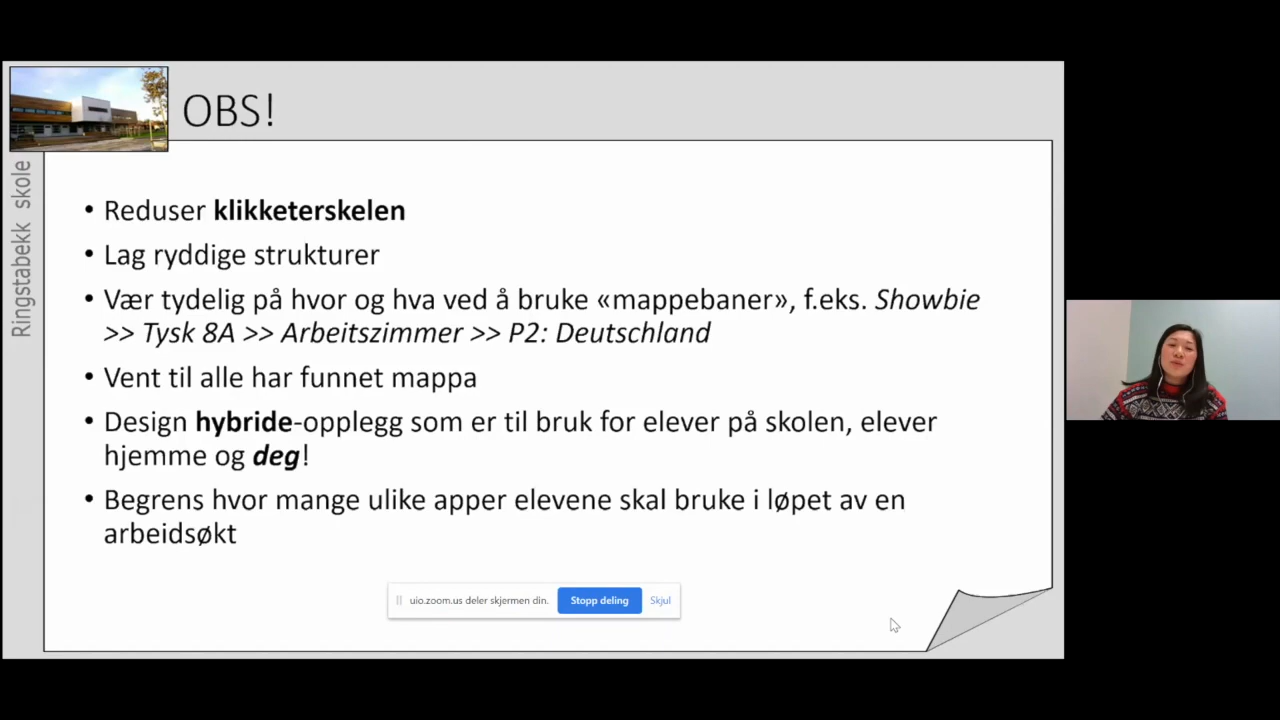 OBS!
Ringstabekk skole
• Reduser klikketerskelen
• Lag ryddige strukturer
• Vær tydelig på hvor og hva ved å bruke «mappebaner», f.eks. Showbie
>> Tysk 8A >> Arbeitszimmer >> P2: Deutschland
• Vent til alle har funnet mappa
• Design hybride-opplegg som er til bruk for elever på skolen, elever
hjemme og deg!
• Begrens hvor mange ulike apper elevene skal bruke i løpet av en
arbeidsøkt
uio.zoom.us deler skjermen din. Stopp deling Skjul